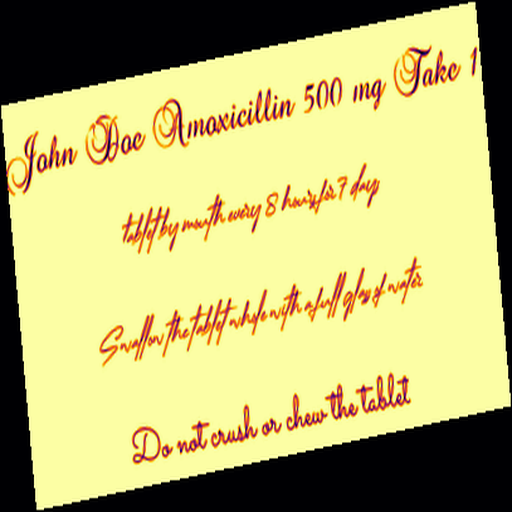 John Doe Amoxicillin 500 mg Take 1
tablet by mouth every 8 hours for 7 days
Swallow the tablet whole with a full glass of water
Do not crush or chew the tablet